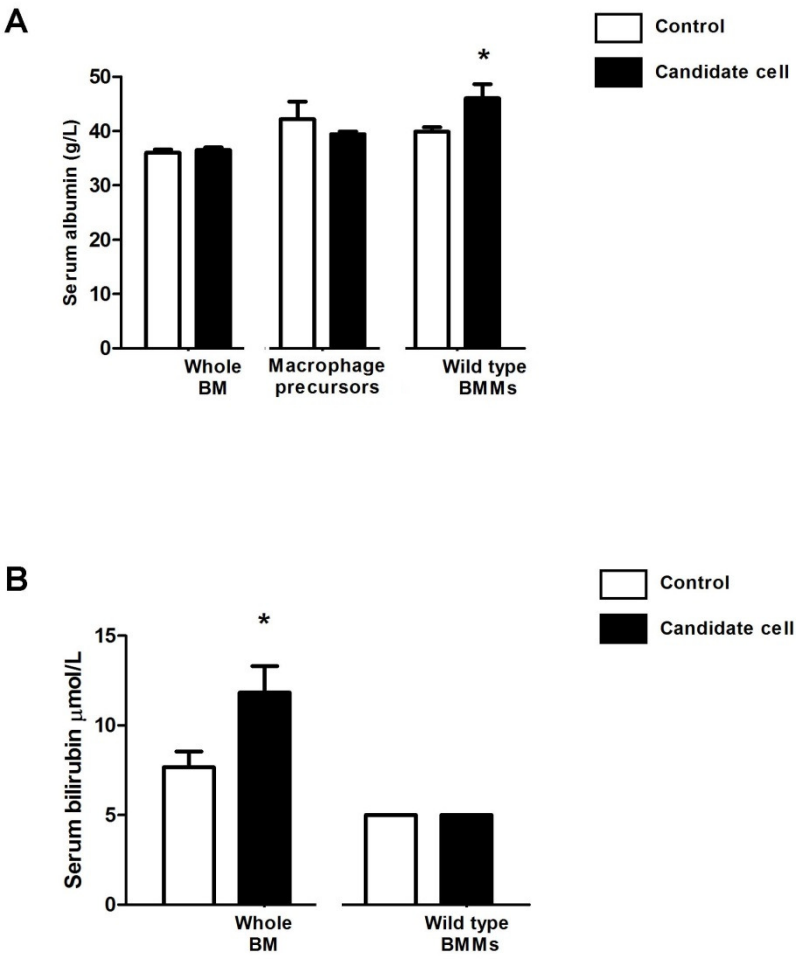 A
Control
Candidate cell
*
Serum albumin (g/L)
50
40
30
20
10
0
Whole
BM
Macrophage
precursors
Wild type
BMMs
B
Control
Candidate cell
*
Serum bilirubin μmol/L
15
10
5
0
Whole
BM
Wild type
BMMs